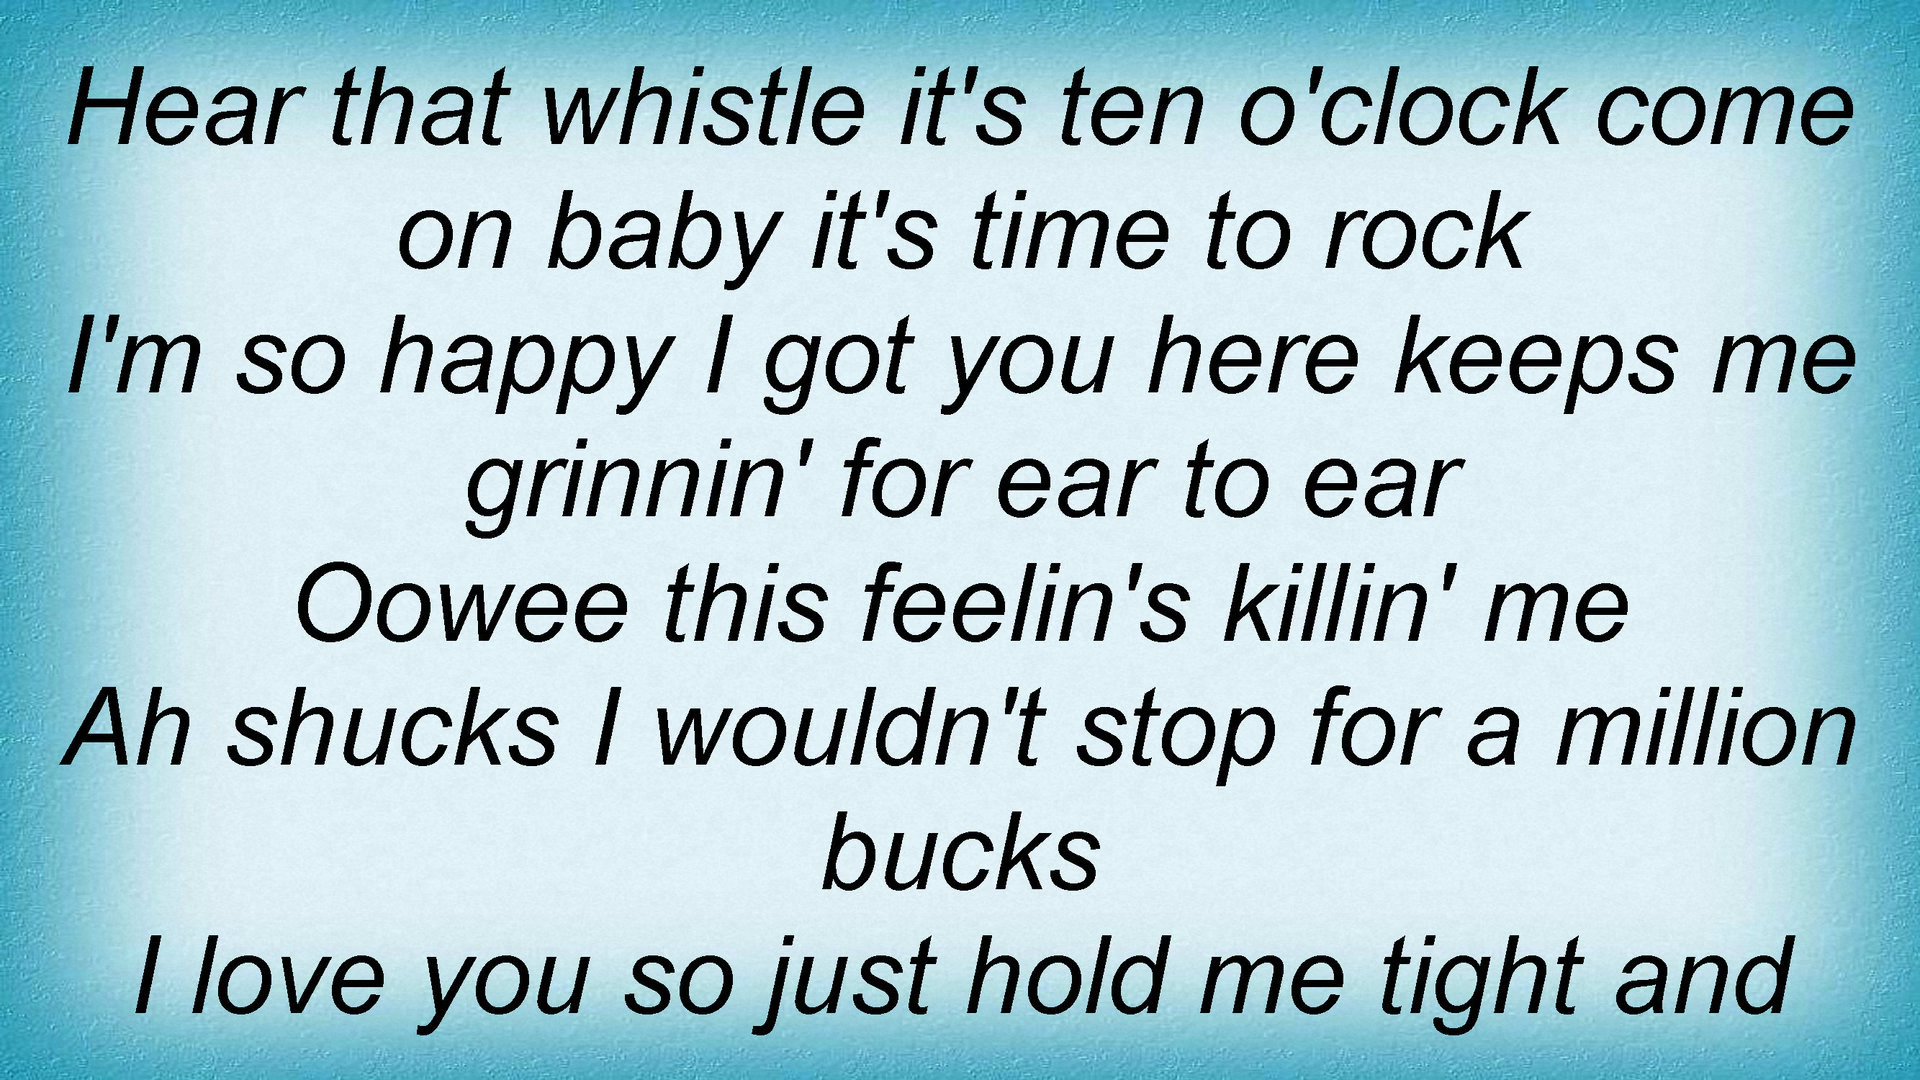 Hear that whistle it's ten o'clock come
on baby it's time to rock
I'm so happy I got you here keeps me
grinnin' for ear to ear
Oowee this feelin's killin' me
Ah shucks I wouldn't stop for a million
bucks
I love you so just hold me tight and